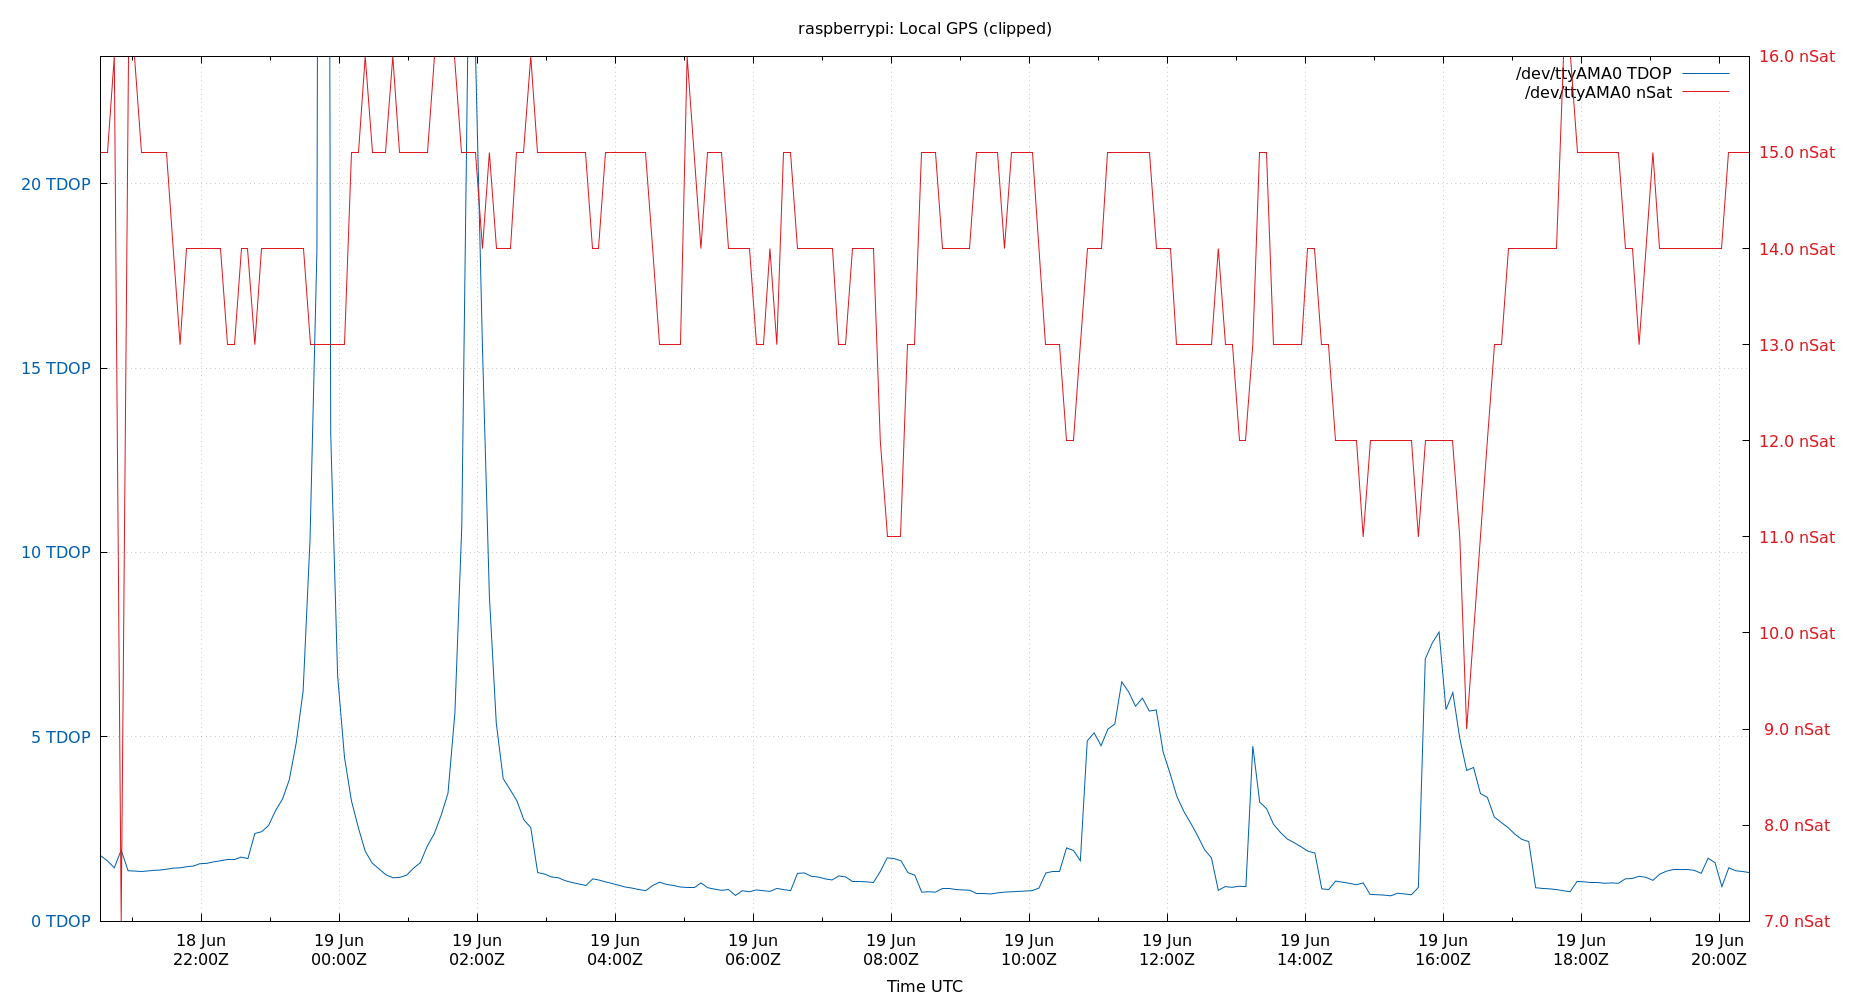 raspberrypi: Local GPS (clipped)
/dev/ttyAMA0 TDOP
/dev/ttyAMA0 nSat
20 TDOP
15 TDOP
10 TDOP
5 TDOP
0 TDOP
16.0 nSat
15.0 nSat
14.0 nSat
13.0 nSat
12.0 nSat
11.0 nSat
10.0 nSat
9.0 nSat
8.0 nSat
7.0 nSat
18 Jun
22:00Z
19 Jun
00:00Z
19 Jun
02:00Z
19 Jun
04:00Z
19 Jun
06:00Z
19 Jun
08:00Z
19 Jun
10:00Z
19 Jun
12:00Z
19 Jun
14:00Z
19 Jun
16:00Z
19 Jun
18:00Z
19 Jun
20:00Z
Time UTC